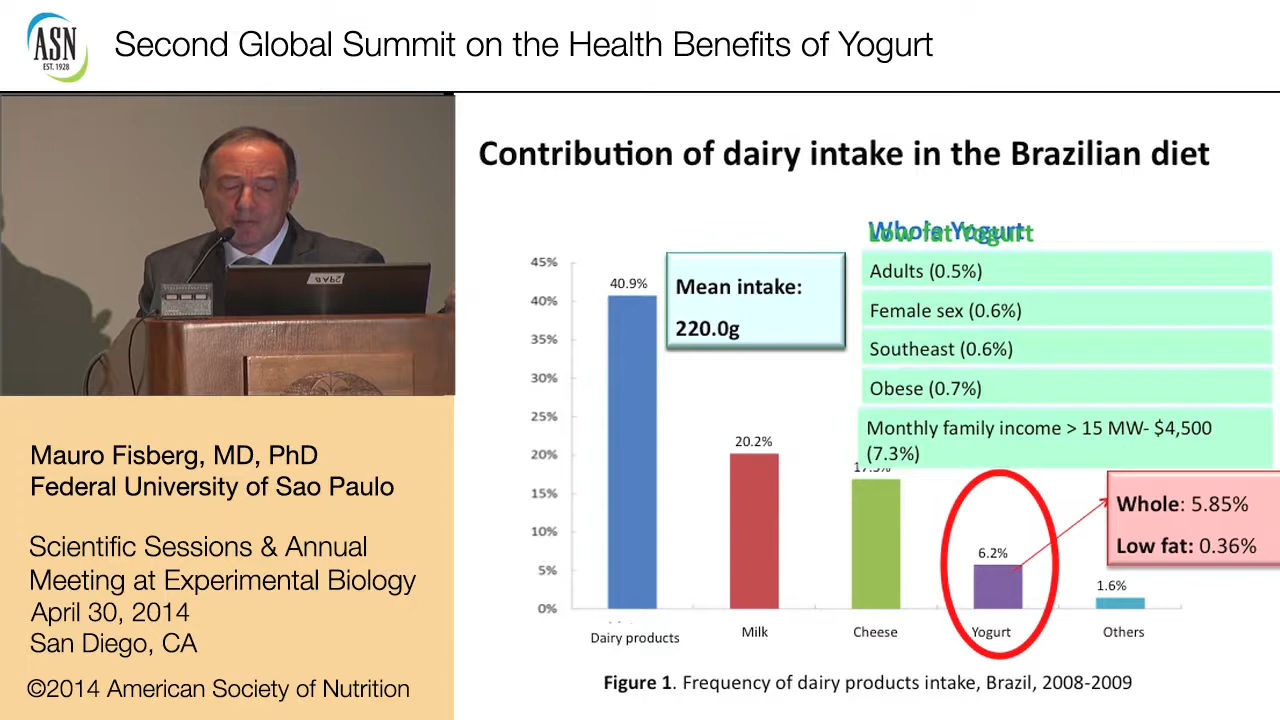 ASN
EST. 1928
Second Global Summit on the Health Benefits of Yogurt
Mauro Fisberg, MD, PhD
Federal University of Sao Paulo
Scientific Sessions & Annual
Meeting at Experimental Biology
April 30, 2014
San Diego, CA
©2014 American Society of Nutrition
Contribution of dairy intake in the Brazilian diet
Whole Yogurt
Low fat Yogurt
Adults (0.5%)
Female sex (0.6%)
Southeast (0.6%)
Obese (0.7%)
Monthly family income > 15 MW- $4,500
(7.3%)
Mean intake:
220.0g
45%
40%
35%
30%
25%
20%
15%
10%
5%
0%
40.9%
20.2%
6.2%
1.6%
Whole: 5.85%
Low fat: 0.36%
Dairy products
Milk
Cheese
Yogurt
Others
Figure 1. Frequency of dairy products intake, Brazil, 2008-2009